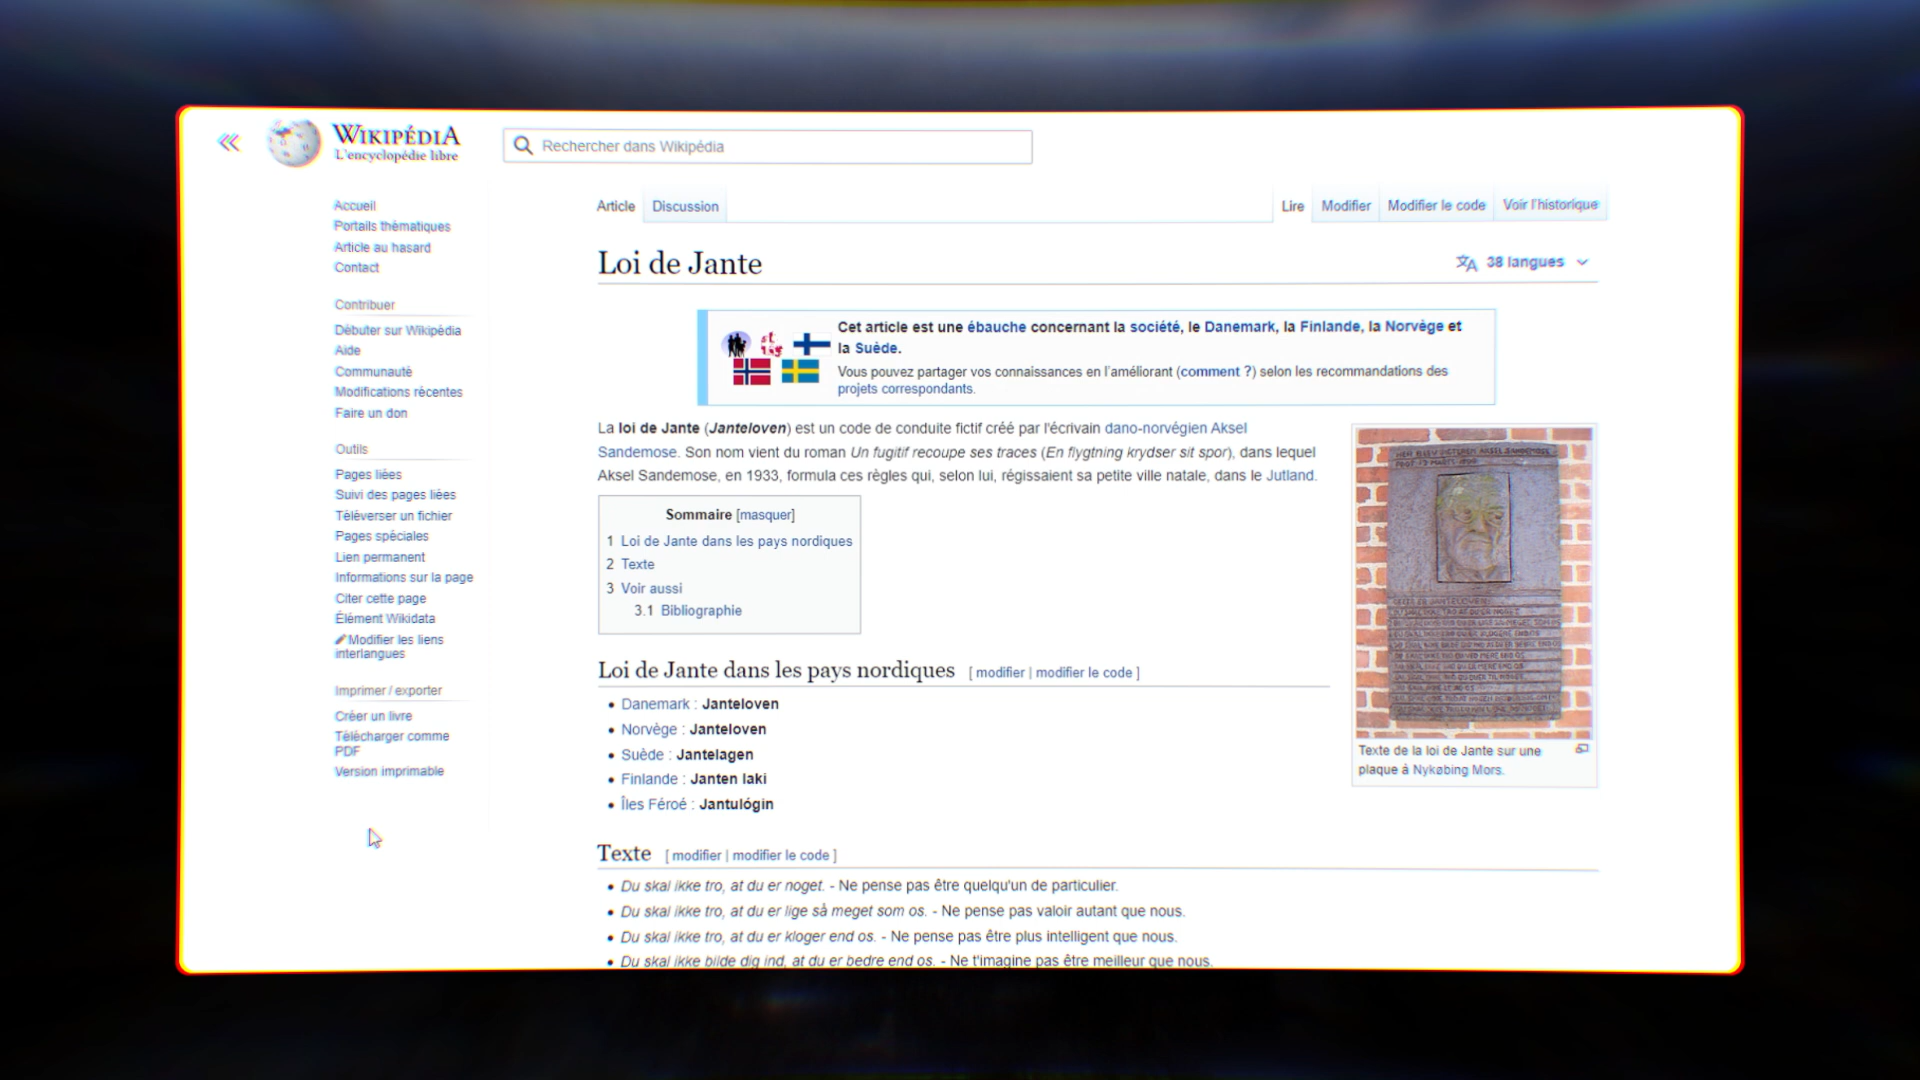 WIKIPÉDIA
L'encyclopédie libre
Rechercher dans Wikipédia
Accueil
Portails thématiques
Article au hasard
Contact
Contribuer
Débuter sur Wikipédia
Aide
Communauté
Modifications récentes
Faire un don
Outils
Pages liées
Suivi des pages liées
Téléverser un fichier
Pages spéciales
Lien permanent
Informations sur la page
Citer cette page
Élément Wikidata
Modifier les liens
interlangues
Imprimer / exporter
Créer un livre
Télécharger comme
PDF
Version imprimable
Article Discussion Lire Modifier Modifier le code Voir l'historique
Loi de Jante
38 langues
Cet article est une ébauche concernant la société, le Danemark, la Finlande, la Norvège et
la Suède.
Vous pouvez partager vos connaissances en l'améliorant (comment ?) selon les recommandations des
projets correspondants.
La loi de Jante (Janteloven) est un code de conduite fictif créé par l'écrivain dano-norvégien Aksel
Sandemose. Son nom vient du roman Un fugitif recoupe ses traces (En flygtning krydser sit spor), dans lequel
Aksel Sandemose, en 1933, formula ces règles qui, selon lui, régissaient sa petite ville natale, dans le Jutland.
Sommaire [masquer]
1 Loi de Jante dans les pays nordiques
2 Texte
3 Voir aussi
3.1 Bibliographie
Texte de la loi de Jante sur une
plaque à Nykøbing Mors.
Loi de Jante dans les pays nordiques [ modifier | modifier le code ]
• Danemark : Janteloven
• Norvège : Janteloven
• Suède : Jantelagen
• Finlande : Janten laki
• Îles Féroé : Jantulógin
Texte [ modifier | modifier le code ]
• Du skal ikke tro, at du er noget. - Ne pense pas être quelqu'un de particulier.
• Du skal ikke tro, at du er lige så meget som os. - Ne pense pas valoir autant que nous.
• Du skal ikke tro, at du er kloger end os. - Ne pense pas être plus intelligent que nous.
• Du skal ikke bilde dig ind, at du er bedre end os. - Ne t'imagine pas être meilleur que nous.